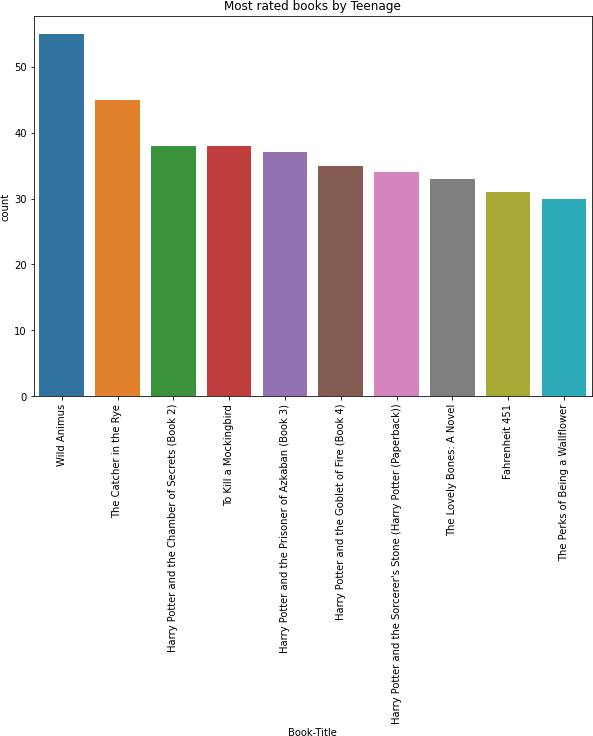 Most rated books by Teenage
count
50
40
30
20
10
0
Wild Animus
The Catcher in the Rye
Harry Potter and the Chamber of Secrets (Book 2)
To Kill a Mockingbird
Harry Potter and the Prisoner of Azkaban (Book 3)
Harry Potter and the Goblet of Fire (Book 4)
Harry Potter and the Sorcerer's Stone (Harry Potter (Paperback))
The Lovely Bones: A Novel
Fahrenheit 451
The Perks of Being a Wallflower
Book-Title